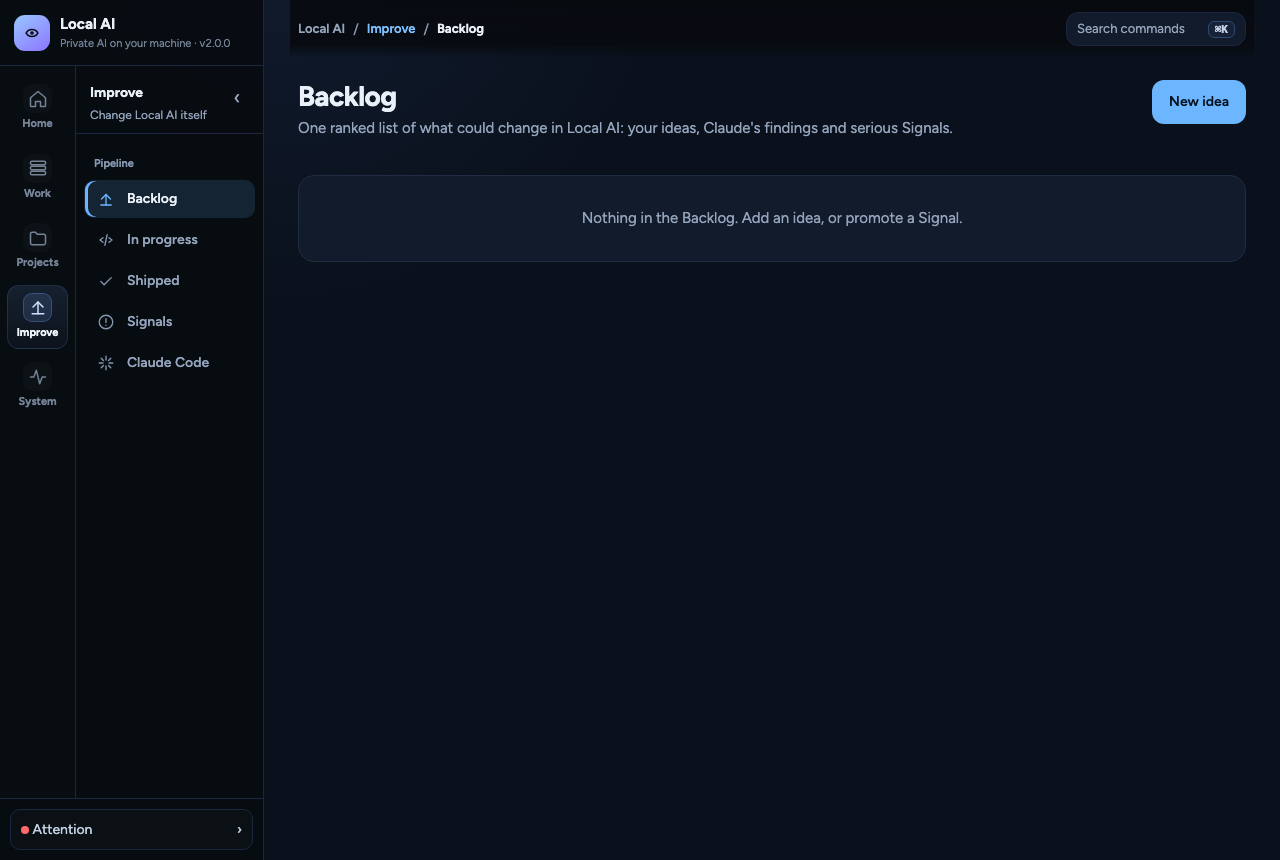 Local AI
Private AI on your machine · v2.0.0
Home
Work
Projects
Improve
System
Improve
Change Local AI itself
‹
Pipeline
Backlog
In progress
Shipped
Signals
Claude Code
Attention ›
Local AI / Improve / Backlog
Search commands ⌘K
Backlog
One ranked list of what could change in Local AI: your ideas, Claude's findings and serious Signals.
New idea
Nothing in the Backlog. Add an idea, or promote a Signal.